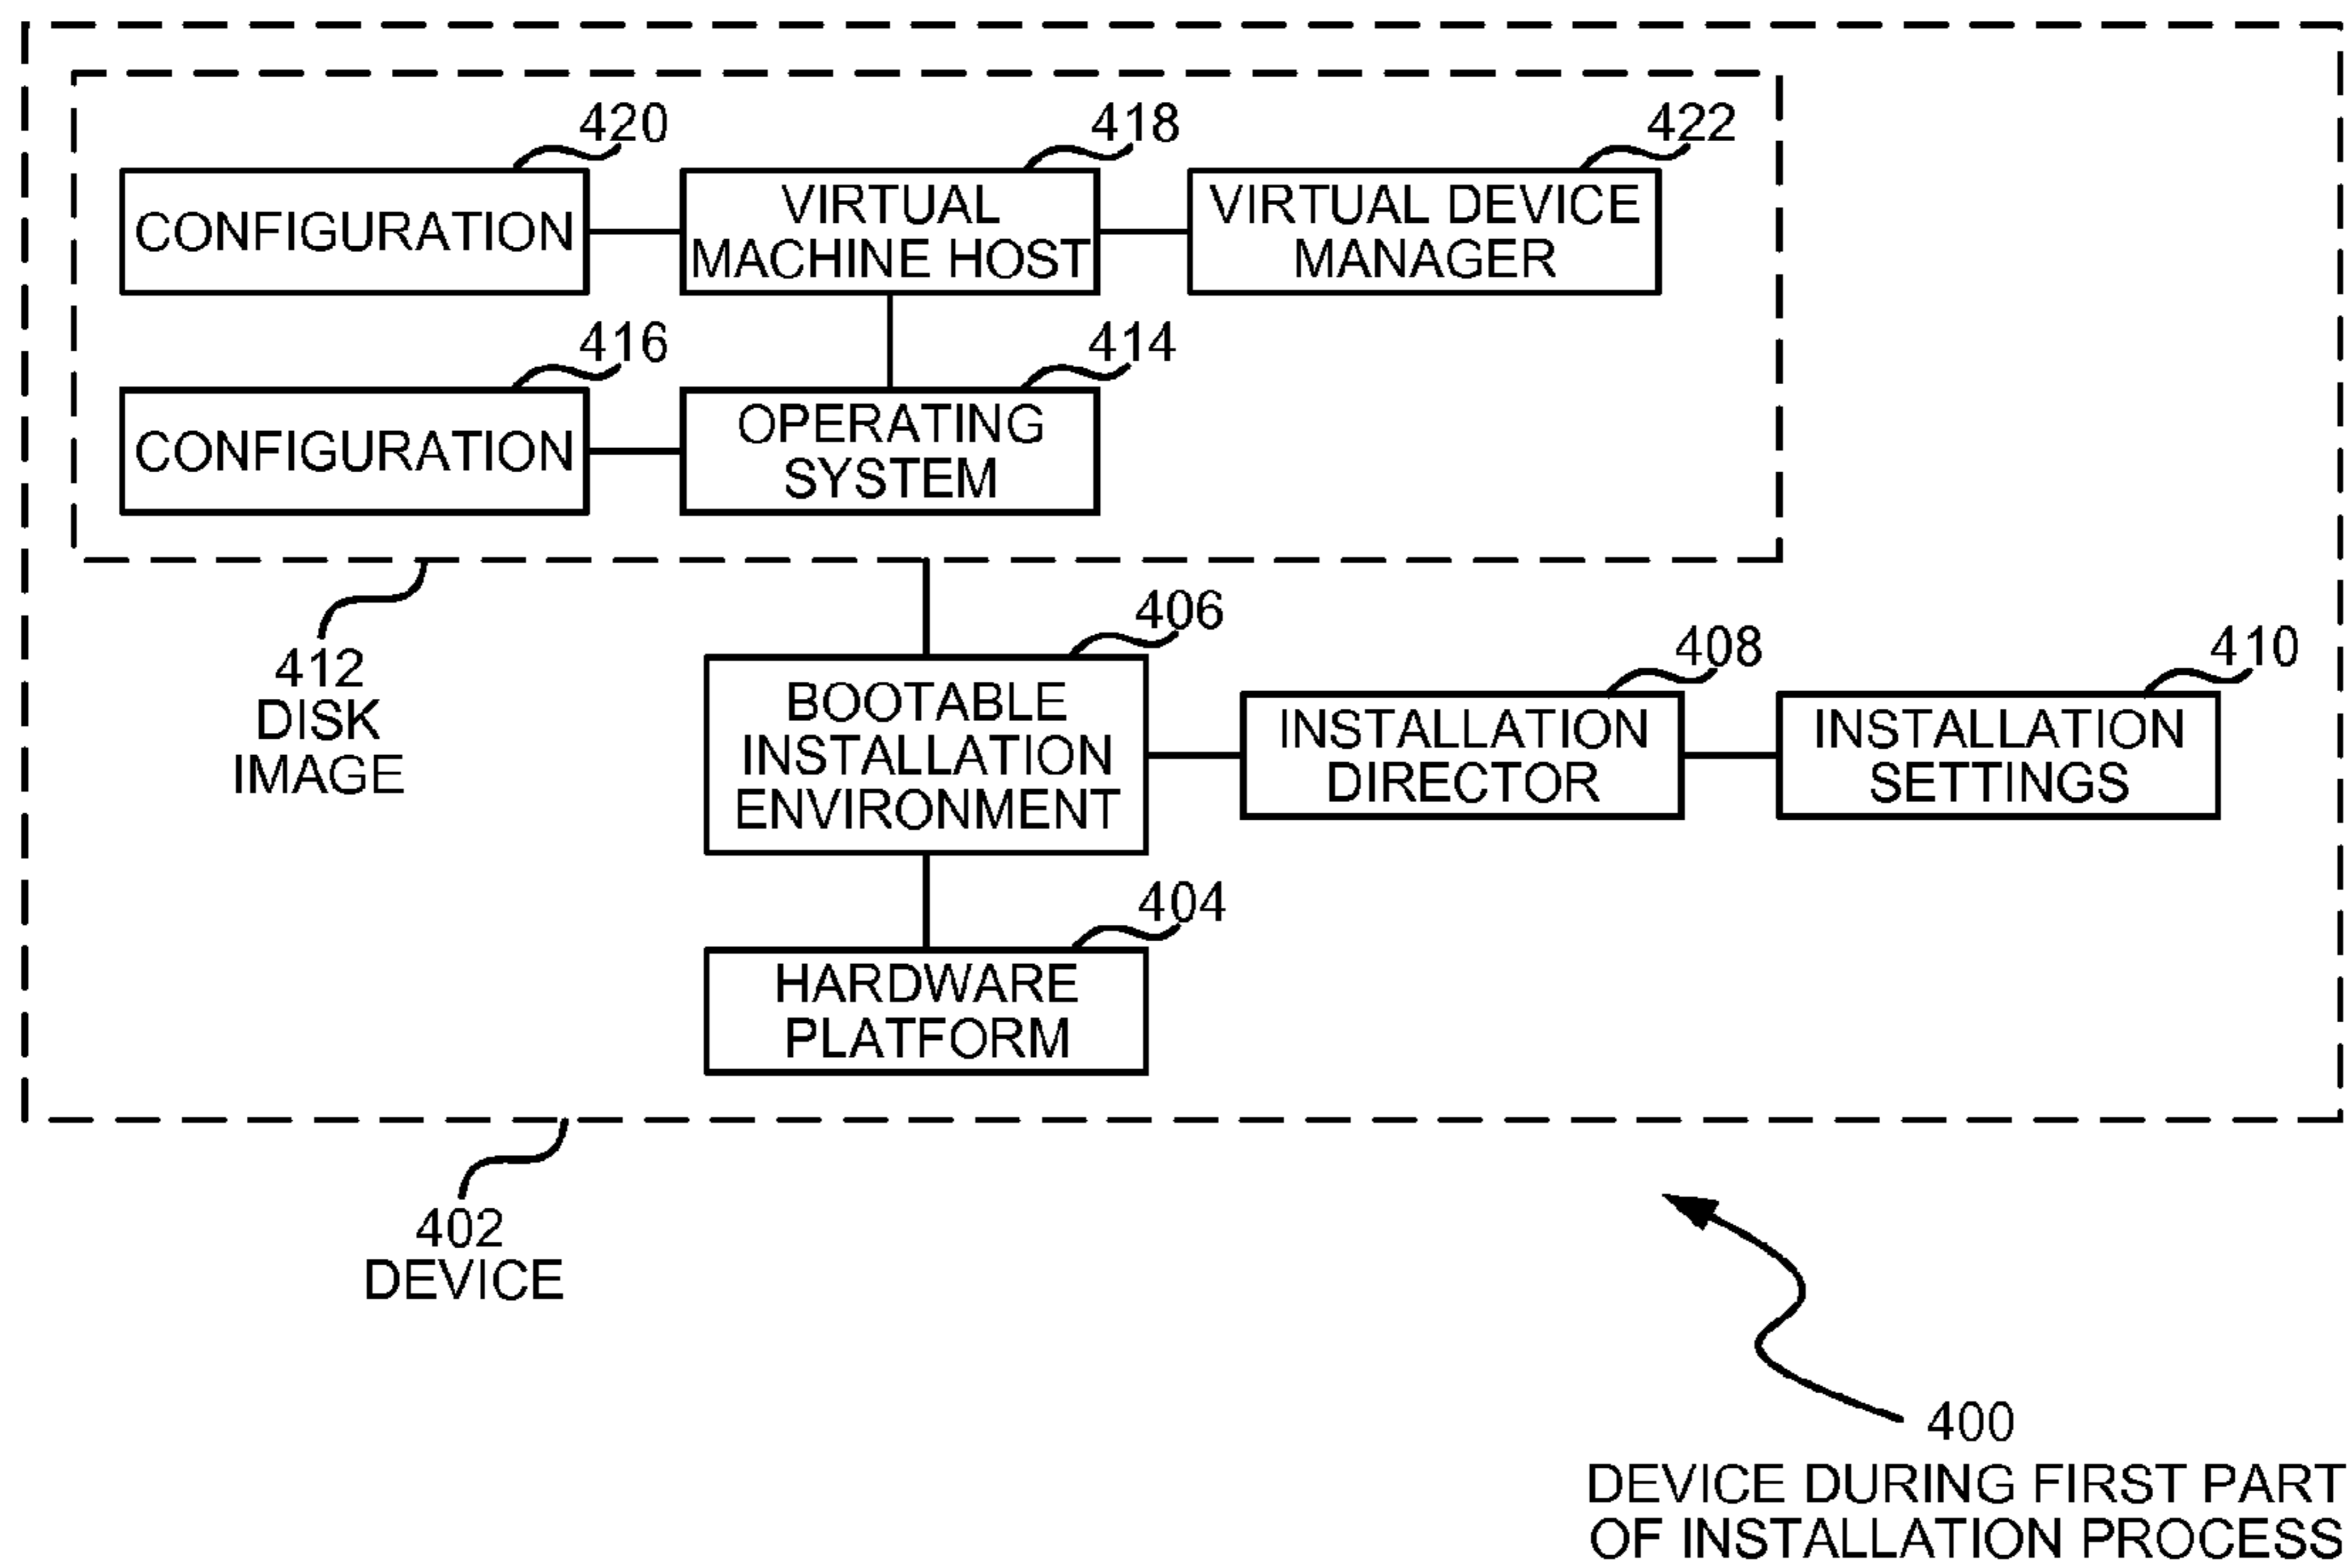 420
418
422
CONFIGURATION
VIRTUAL
MACHINE HOST
VIRTUAL DEVICE
MANAGER
416
414
CONFIGURATION
OPERATING
SYSTEM
412
DISK
IMAGE
406
BOOTABLE
INSTALLATION
ENVIRONMENT
408
INSTALLATION
DIRECTOR
410
INSTALLATION
SETTINGS
404
HARDWARE
PLATFORM
402
DEVICE
400
DEVICE DURING FIRST PART
OF INSTALLATION PROCESS